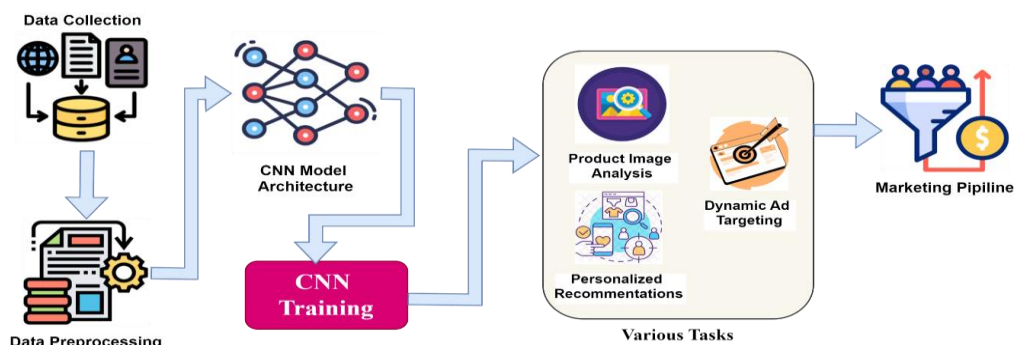 Data Collection
Data Preprocessing
CNN Model
Architecture
CNN
Training
Product Image
Analysis
Personalized
Recommentations
Dynamic Ad
Targeting
Various Tasks
Marketing Pipiline